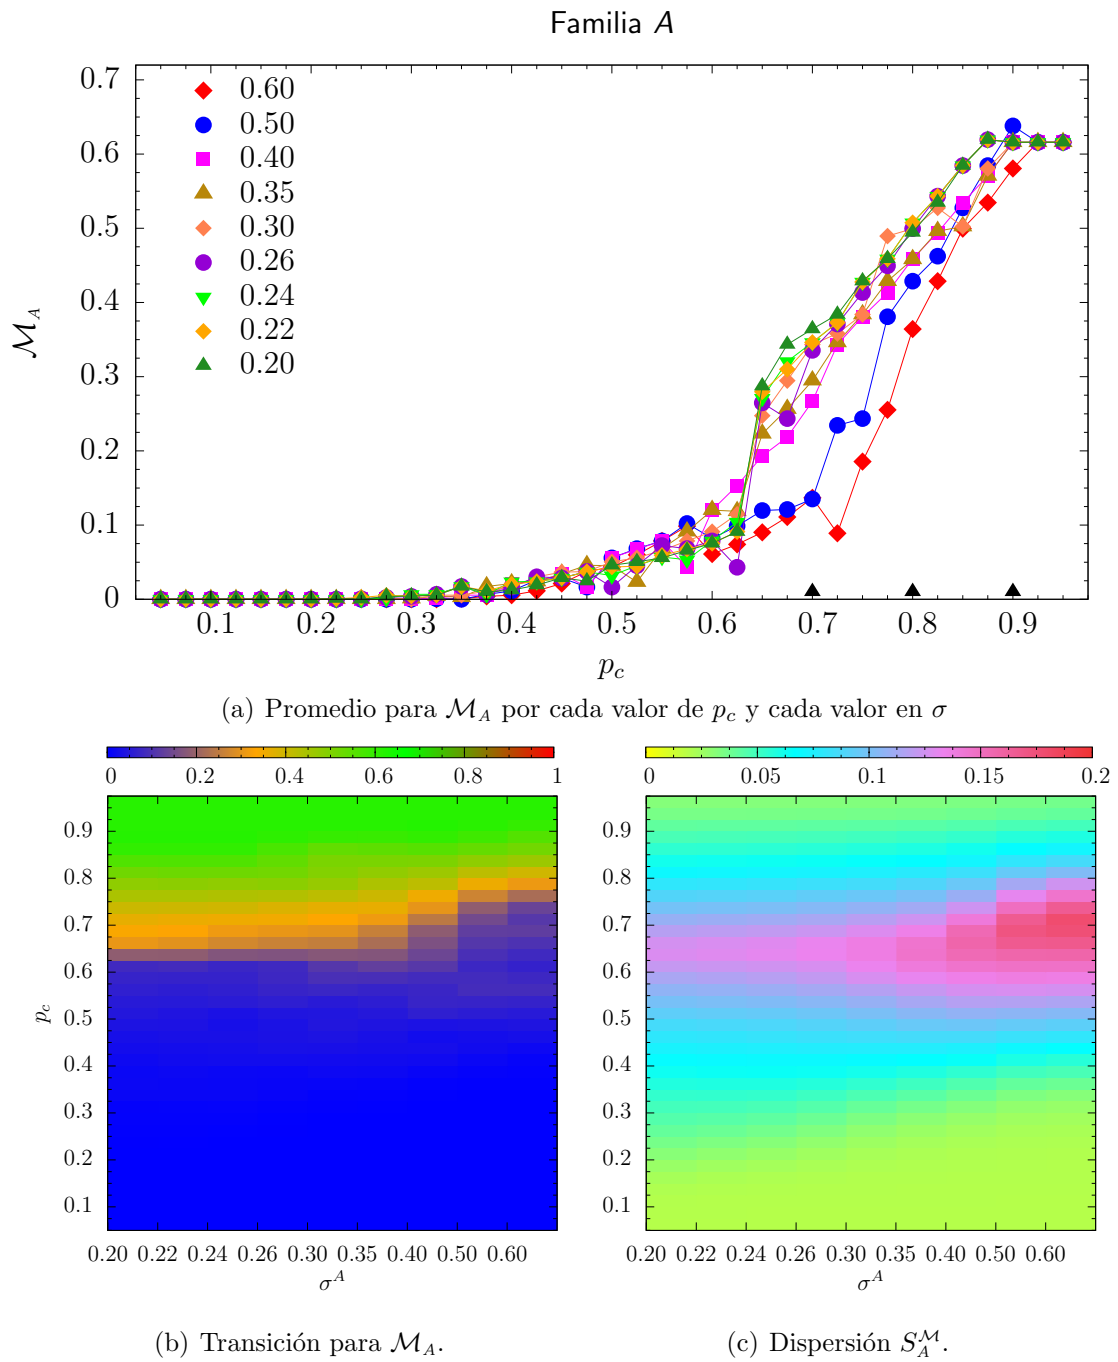 Familia A
0.7
0.6
0.5
0.4
0.3
0.2
0.1
0
ℳ_A
0.60
0.50
0.40
0.35
0.30
0.26
0.24
0.22
0.20
0.1 0.2 0.3 0.4 0.5 0.6 0.7 0.8 0.9
p_c
(a) Promedio para ℳ_A por cada valor de p_c y cada valor en σ
0 0.2 0.4 0.6 0.8 1
0.9
0.8
0.7
0.6
0.5
0.4
0.3
0.2
0.1
p_c
0.20 0.22 0.24 0.26 0.30 0.35 0.40 0.50 0.60
σ^A
(b) Transición para ℳ_A.
0 0.05 0.1 0.15 0.2
0.9
0.8
0.7
0.6
0.5
0.4
0.3
0.2
0.1
0.20 0.22 0.24 0.26 0.30 0.35 0.40 0.50 0.60
σ^A
(c) Dispersión S_A^ℳ.